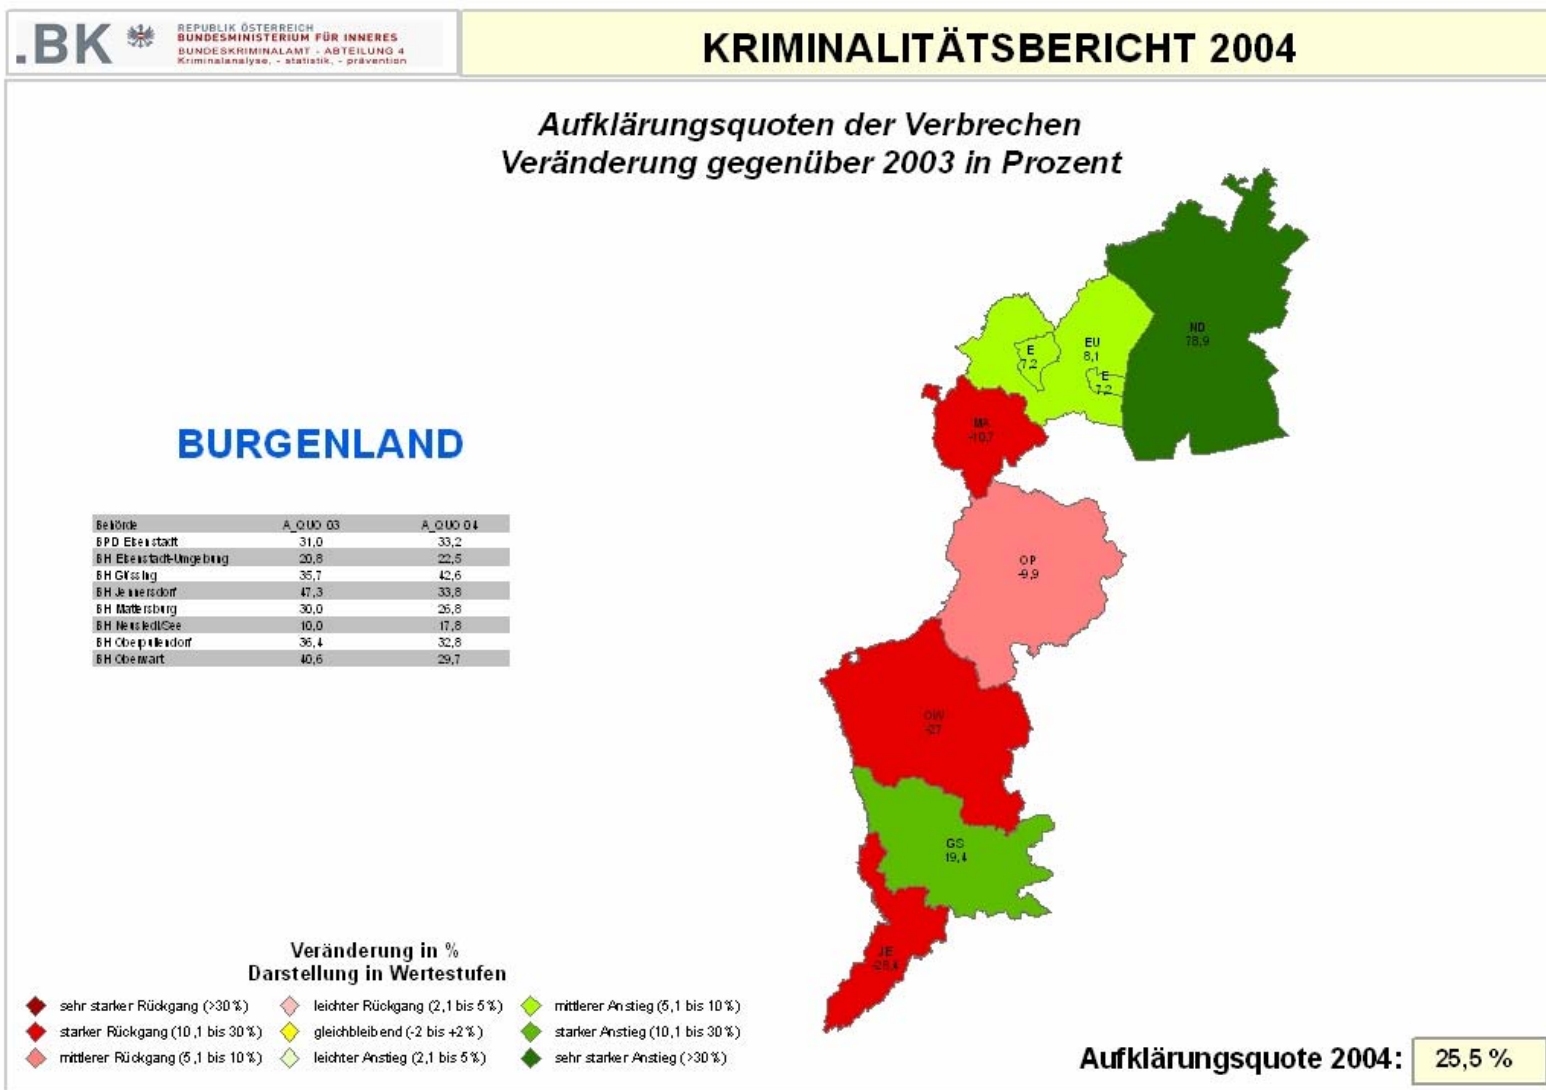 .BK
REPUBLIK ÖSTERREICH
BUNDESMINISTERIUM FÜR INNERES
BUNDESKRIMINALAMT - ABTEILUNG 4
Kriminalanalyse, - statistik, - prävention
KRIMINALITÄTSBERICHT 2004
Aufklärungsquoten der Verbrechen
Veränderung gegenüber 2003 in Prozent
ND
78,9
EU
8,1
E
7,2
E
7,2
MA
-10,7
BURGENLAND
Behörde A_QUO 03 A_QUO 04
BPD Eisenstadt 31,0 33,2
BH Eisenstadt-Umgebung 20,8 22,5
BH Güssing 35,7 42,6
BH Jennersdorf 47,3 33,8
BH Mattersburg 30,0 26,8
BH Neusiedl/See 10,0 17,8
BH Oberpullendorf 36,4 32,8
BH Oberwart 40,6 29,7
OP
-9,9
OW
-27
GS
19,4
JE
-28,4
Veränderung in %
Darstellung in Wertestufen
sehr starker Rückgang (>30%) leichter Rückgang (2,1 bis 5%) mittlerer Anstieg (5,1 bis 10%)
starker Rückgang (10,1 bis 30%) gleichbleibend (-2 bis +2%) starker Anstieg (10,1 bis 30%)
mittlerer Rückgang (5,1 bis 10%) leichter Anstieg (2,1 bis 5%) sehr starker Anstieg (>30%)
Aufklärungsquote 2004: 25,5 %